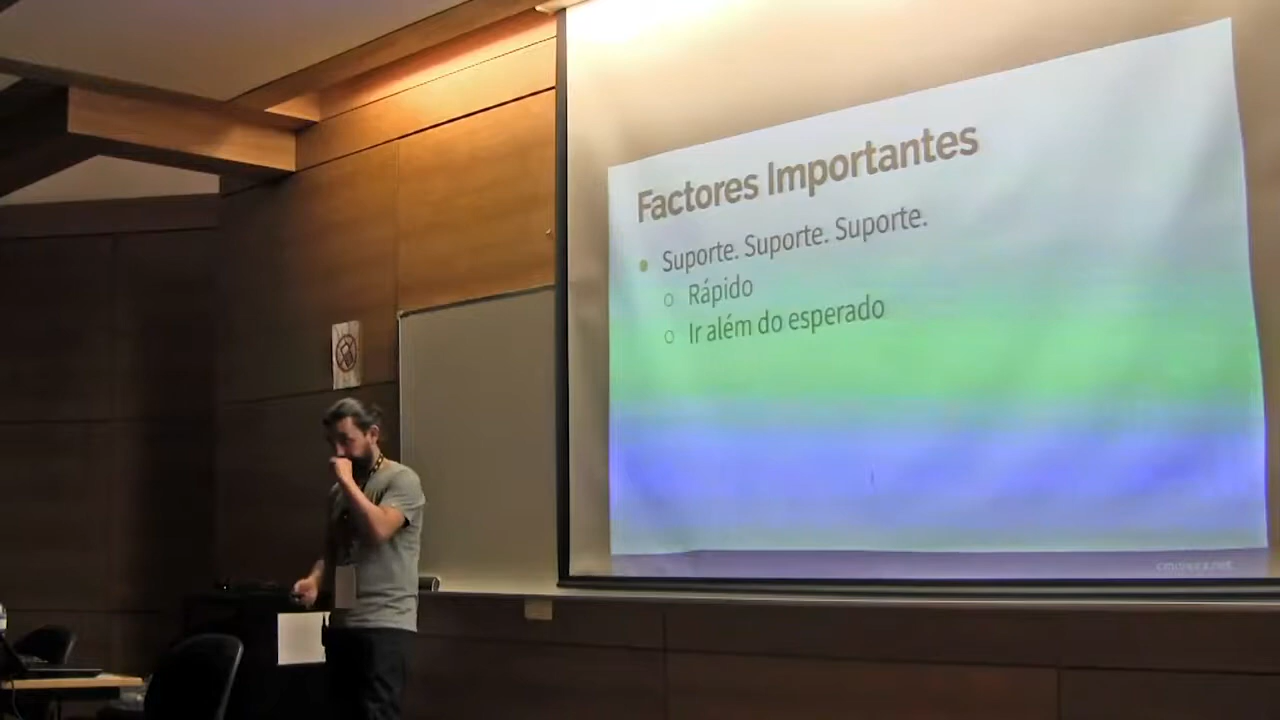 Factores Importantes
Suporte. Suporte. Suporte.
Rápido
Ir além do esperado